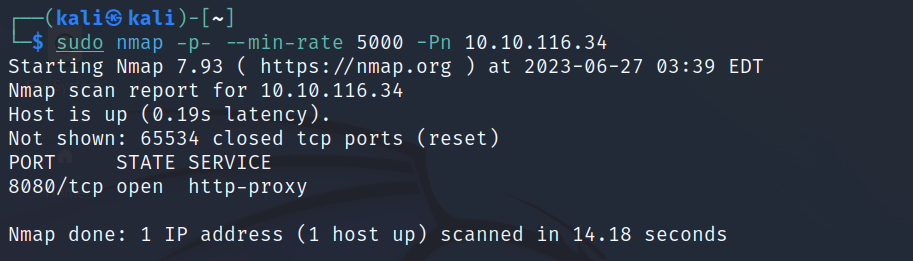 ┌──(kali㉿kali)-[~]
└─$ sudo nmap -p- --min-rate 5000 -Pn 10.10.116.34
Starting Nmap 7.93 ( https://nmap.org ) at 2023-06-27 03:39 EDT
Nmap scan report for 10.10.116.34
Host is up (0.19s latency).
Not shown: 65534 closed tcp ports (reset)
PORT     STATE SERVICE
8080/tcp open  http-proxy
Nmap done: 1 IP address (1 host up) scanned in 14.18 seconds